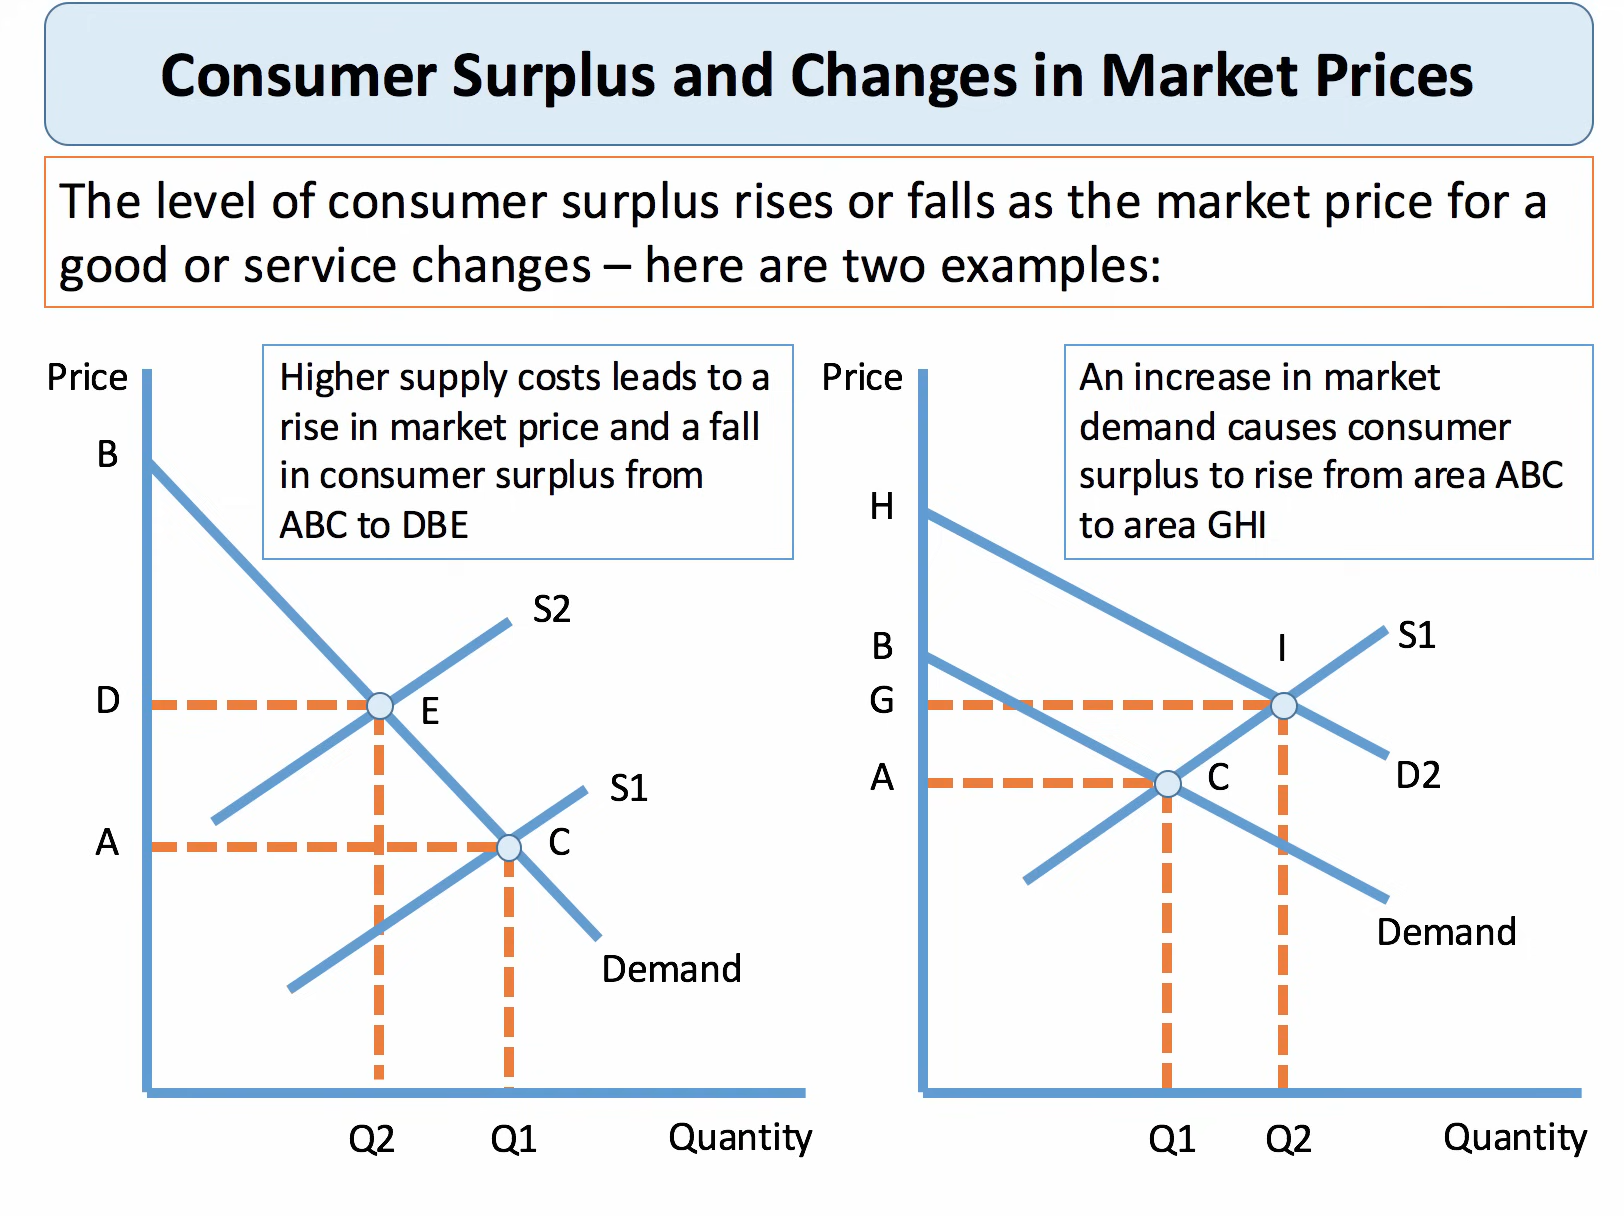 Consumer Surplus and Changes in Market Prices
The level of consumer surplus rises or falls as the market price for a
good or service changes – here are two examples:
Price
Higher supply costs leads to a
rise in market price and a fall
in consumer surplus from
ABC to DBE
B
S2
D
E
S1
A
C
Demand
Q2
Q1
Quantity
Price
An increase in market
demand causes consumer
surplus to rise from area ABC
to area GHI
H
I
S1
B
G
A
C
D2
Demand
Q1
Q2
Quantity